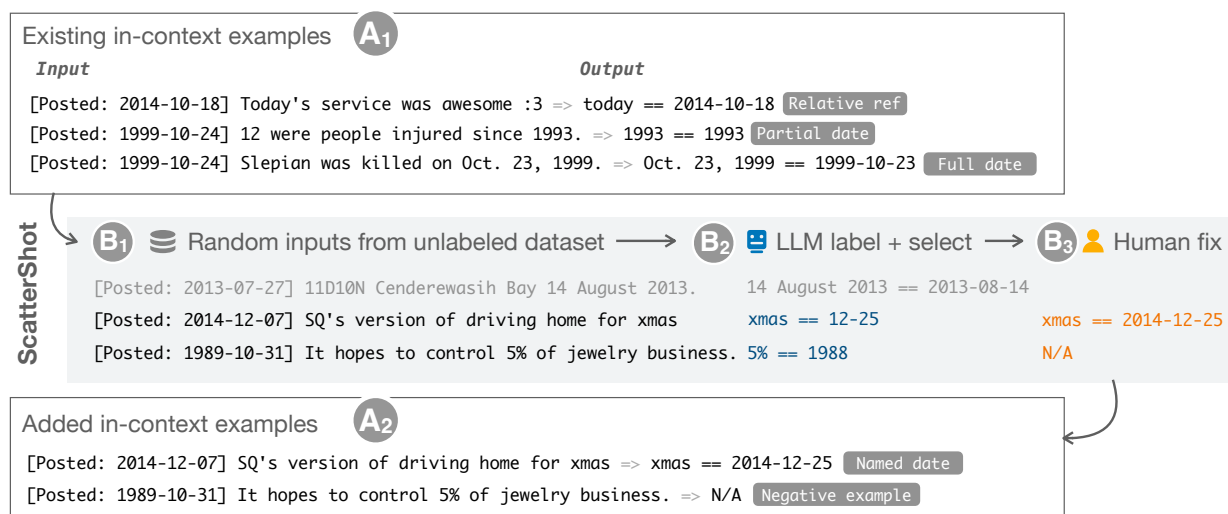 Existing in-context examples A1
Input Output
[Posted: 2014-10-18] Today's service was awesome :3 => today == 2014-10-18 Relative ref
[Posted: 1999-10-24] 12 were people injured since 1993. => 1993 == 1993 Partial date
[Posted: 1999-10-24] Slepian was killed on Oct. 23, 1999. => Oct. 23, 1999 == 1999-10-23 Full date
ScatterShot
B1 Random inputs from unlabeled dataset B2 LLM label + select B3 Human fix
[Posted: 2013-07-27] 11D10N Cenderewasih Bay 14 August 2013. 14 August 2013 == 2013-08-14
[Posted: 2014-12-07] SQ's version of driving home for xmas xmas == 12-25 xmas == 2014-12-25
[Posted: 1989-10-31] It hopes to control 5% of jewelry business. 5% == 1988 N/A
Added in-context examples A2
[Posted: 2014-12-07] SQ's version of driving home for xmas => xmas == 2014-12-25 Named date
[Posted: 1989-10-31] It hopes to control 5% of jewelry business. => N/A Negative example